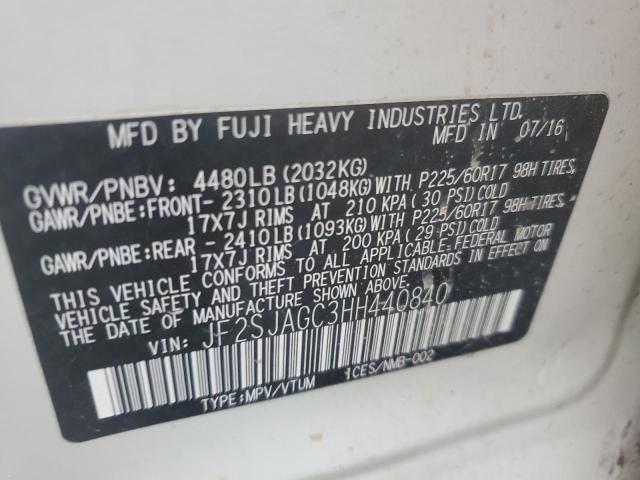 MFD BY FUJI HEAVY INDUSTRIES LTD.
MFD IN 07/16
GVWR/PNBV: 4480LB (2032KG)
GAWR/PNBE: FRONT- 2310LB (1048KG) WITH P225/60R17 98H TIRES,
17X7J RIMS AT 210 KPA (30 PSI) COLD
GAWR/PNBE: REAR - 2410LB (1093KG) WITH P225/60R17 98H TIRES,
17X7J RIMS AT 200 KPA (29 PSI) COLD
THIS VEHICLE CONFORMS TO ALL APPLICABLE FEDERAL MOTOR
VEHICLE SAFETY AND THEFT PREVENTION STANDARDS IN EFFECT ON
THE DATE OF MANUFACTURE SHOWN ABOVE.
VIN: JF2SJAGC3HH440840
TYPE: MPV/VTUM ICES/NMB-002